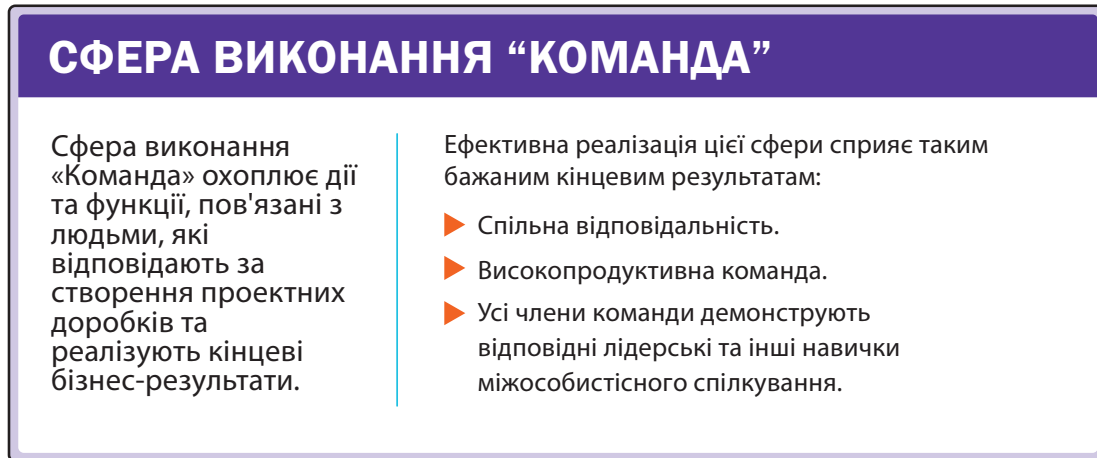 СФЕРА ВИКОНАННЯ “КОМАНДА”
Сфера виконання
«Команда» охоплює дії
та функції, пов'язані з
людьми, які
відповідають за
створення проектних
доробків та
реалізують кінцеві
бізнес-результати.
Ефективна реалізація цієї сфери сприяє таким
бажаним кінцевим результатам:
Спільна відповідальність.
Високопродуктивна команда.
Усі члени команди демонструють
відповідні лідерські та інші навички
міжособистісного спілкування.